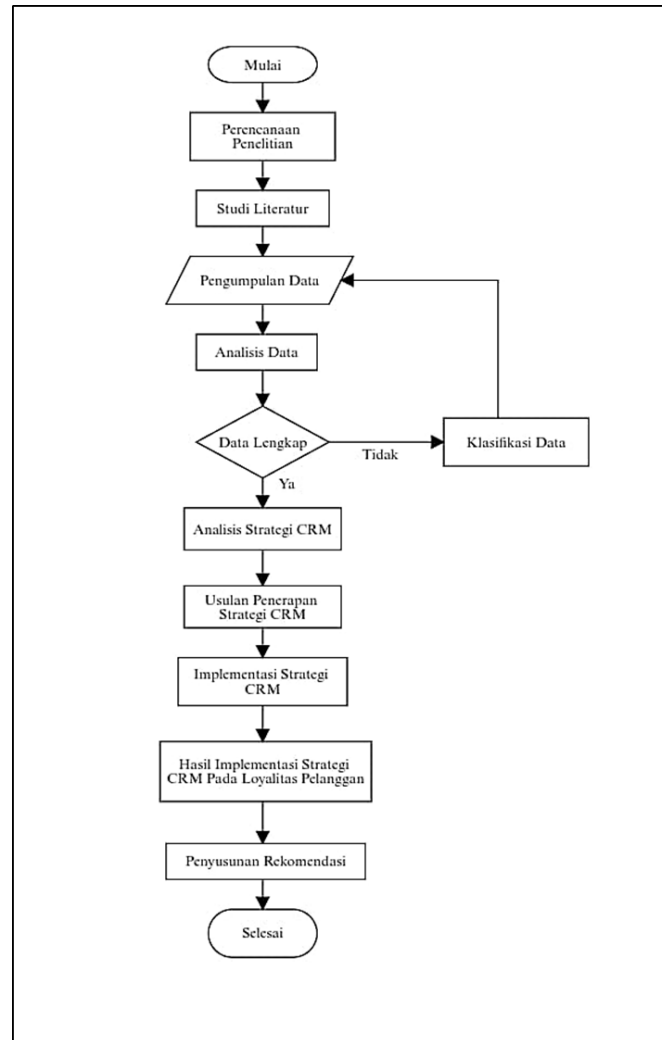 Mulai
Perencanaan
Penelitian
Studi Literatur
Pengumpulan Data
Analisis Data
Data Lengkap
Tidak
Klasifikasi Data
Ya
Analisis Strategi CRM
Usulan Penerapan
Strategi CRM
Implementasi Strategi
CRM
Hasil Implementasi Strategi
CRM Pada Loyalitas Pelanggan
Penyusunan Rekomendasi
Selesai